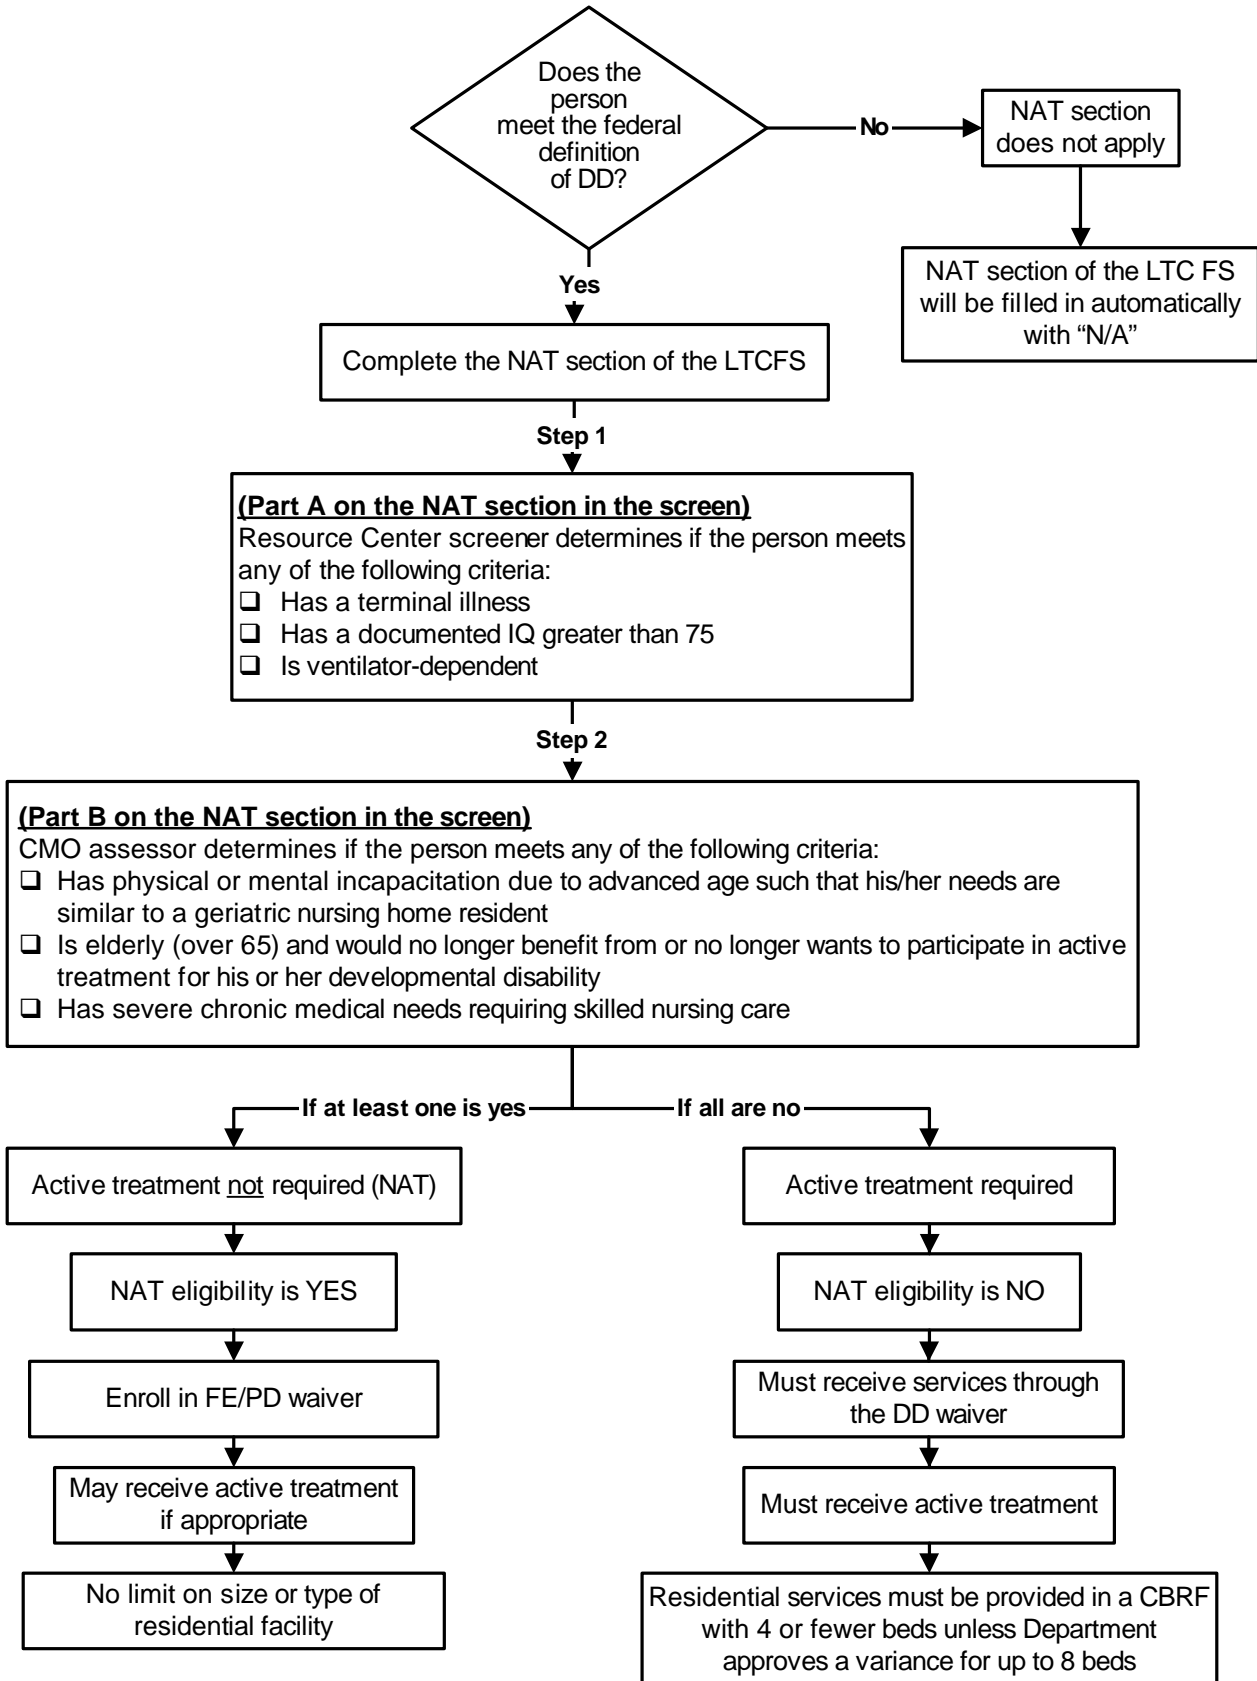 Does the
person
meet the federal
definition
of DD?
No
NAT section
does not apply
NAT section of the LTC FS
will be filled in automatically
with “N/A”
Yes
Complete the NAT section of the LTCFS
Step 1
(Part A on the NAT section in the screen)
Resource Center screener determines if the person meets
any of the following criteria:
❑ Has a terminal illness
❑ Has a documented IQ greater than 75
❑ Is ventilator-dependent
Step 2
(Part B on the NAT section in the screen)
CMO assessor determines if the person meets any of the following criteria:
❑ Has physical or mental incapacitation due to advanced age such that his/her needs are
similar to a geriatric nursing home resident
❑ Is elderly (over 65) and would no longer benefit from or no longer wants to participate in active
treatment for his or her developmental disability
❑ Has severe chronic medical needs requiring skilled nursing care
If at least one is yes
Active treatment not required (NAT)
NAT eligibility is YES
Enroll in FE/PD waiver
May receive active treatment
if appropriate
No limit on size or type of
residential facility
If all are no
Active treatment required
NAT eligibility is NO
Must receive services through
the DD waiver
Must receive active treatment
Residential services must be provided in a CBRF
with 4 or fewer beds unless Department
approves a variance for up to 8 beds